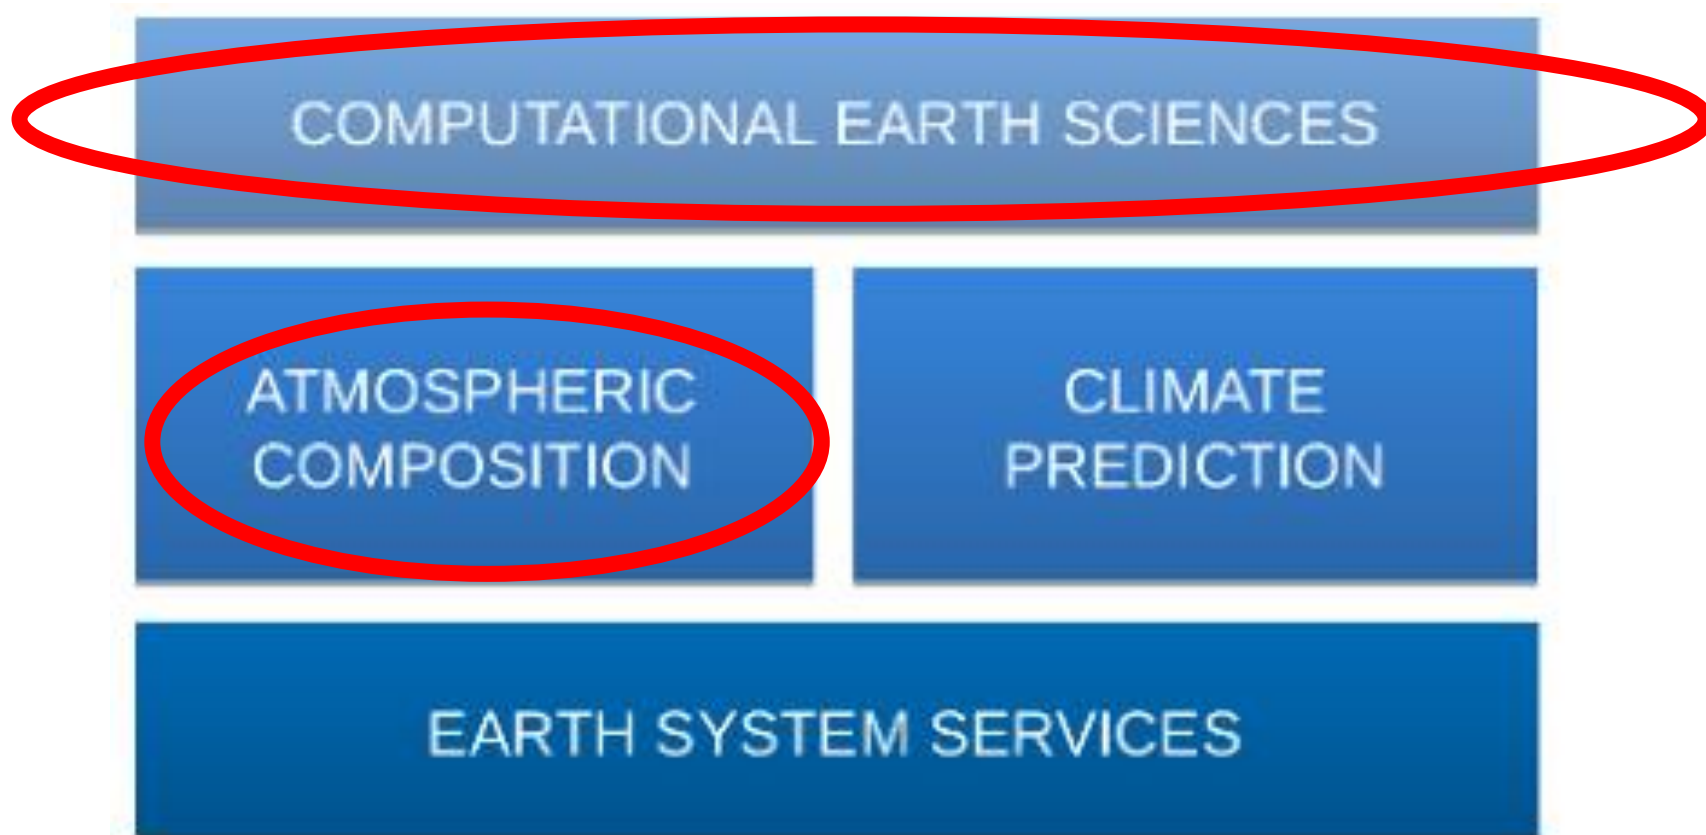 COMPUTATIONAL EARTH SCIENCES
ATMOSPHERIC
COMPOSITION
CLIMATE
PREDICTION
EARTH SYSTEM SERVICES